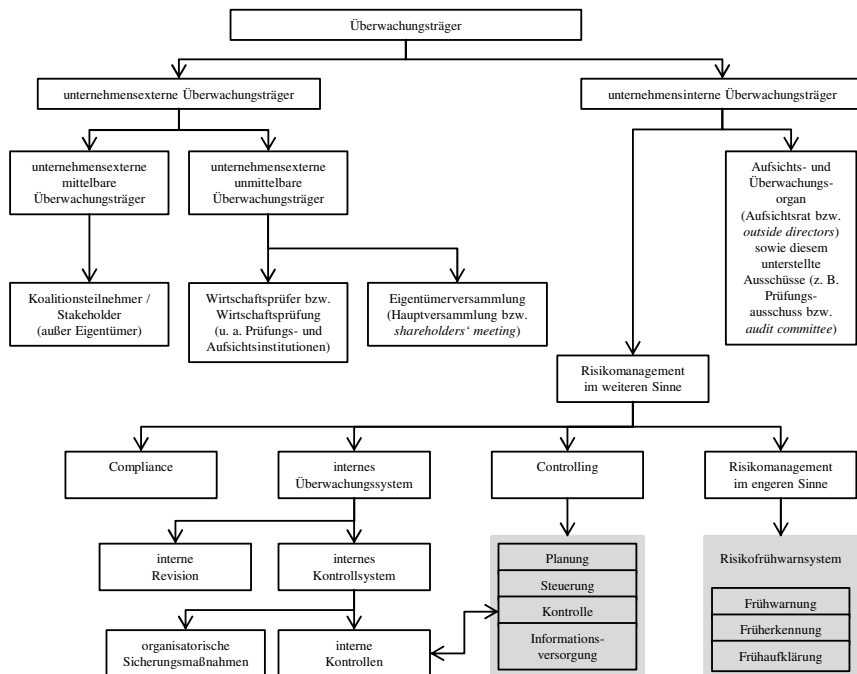 Überwachungsträger
unternehmensexterne Überwachungsträger
unternehmensinterne Überwachungsträger
unternehmensexterne
mittelbare
Überwachungsträger
unternehmensexterne
unmittelbare
Überwachungsträger
Aufsichts- und
Überwachungs-
organ
(Aufsichtsrat bzw.
outside directors)
sowie diesem
unterstellte
Ausschüsse (z. B.
Prüfungs-
ausschuss bzw.
audit committee)
Koalitionsteilnehmer /
Stakeholder
(außer Eigentümer)
Wirtschaftsprüfer bzw.
Wirtschaftsprüfung
(u. a. Prüfungs- und
Aufsichtsinstitutionen)
Eigentümerversammlung
(Hauptversammlung bzw.
shareholders‘ meeting)
Risikomanagement
im weiteren Sinne
Compliance
internes
Überwachungssystem
Controlling
Risikomanagement
im engeren Sinne
interne
Revision
internes
Kontrollsystem
Planung
Steuerung
Kontrolle
Informations-
versorgung
Risikofrühwarnsystem
Frühwarnung
Früherkennung
Frühaufklärung
organisatorische
Sicherungsmaßnahmen
interne
Kontrollen